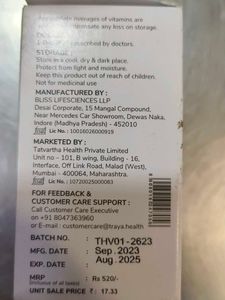 Appropriate overages of vitamins are
compensate any loss on storage.
prescribed by doctors.
STORAGE:
Store in a cool, dry & dark place.
Protect from light and moisture.
Keep this product out of reach of children.
Not for medicinal use
MANUFACTURED BY:
BLISS LIFESCIENCES LLP
Desai Corporate, 15 Mangal Compound,
Near Mercedes Car Showroom, Dewas Naka,
Indore (Madhya Pradesh) - 452010
Lic No.: 10016026000919
MARKETED BY:
Tatvartha Health Private Limited
Unit no - 101, B wing, Building - 16,
Interface, Off Link Road, Malad (West),
Mumbai - 400064, Maharashtra.
Lic No.: 10720025000083
FOR FEEDBACK &
CUSTOMER CARE SUPPORT:
Call Customer Care Executive
on +91 8047363960
or E-mail: customercare@traya.health
BATCH NO. : THV01-2623
MFG. DATE : Sep.2023
EXP. DATE : Aug.2025
MRP : Rs 520/-
(Inclusive of all taxes)
UNIT SALE PRICE : ₹ 17.33